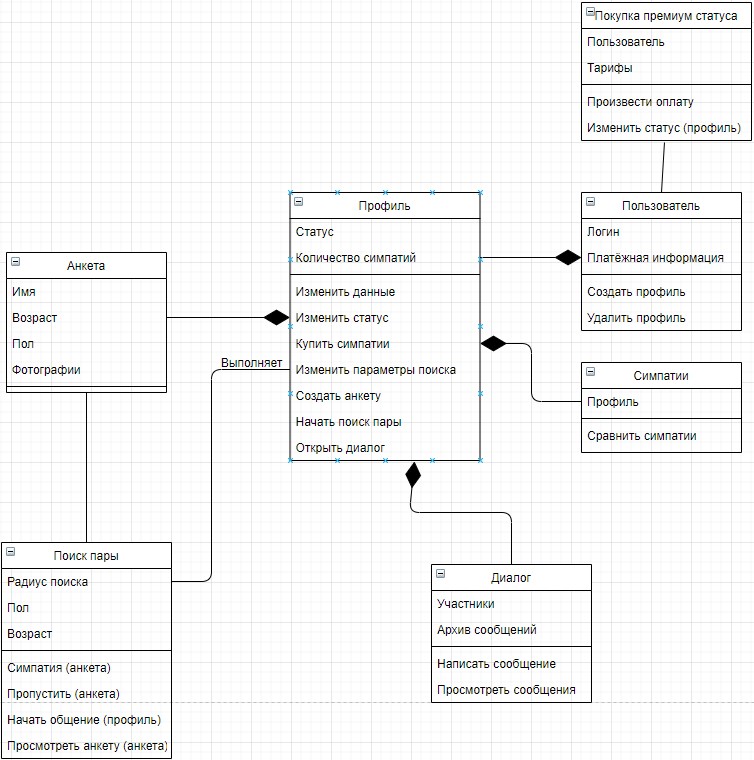 Покупка премиум статуса
Пользователь
Тарифы
Произвести оплату
Изменить статус (профиль)
Профиль
Статус
Количество симпатий
Изменить данные
Изменить статус
Купить симпатии
Изменить параметры поиска
Создать анкету
Начать поиск пары
Открыть диалог
Пользователь
Логин
Платёжная информация
Создать профиль
Удалить профиль
Анкета
Имя
Возраст
Пол
Фотографии
Выполняет
Симпатии
Профиль
Сравнить симпатии
Поиск пары
Радиус поиска
Пол
Возраст
Симпатия (анкета)
Пропустить (анкета)
Начать общение (профиль)
Просмотреть анкету (анкета)
Диалог
Участники
Архив сообщений
Написать сообщение
Просмотреть сообщения